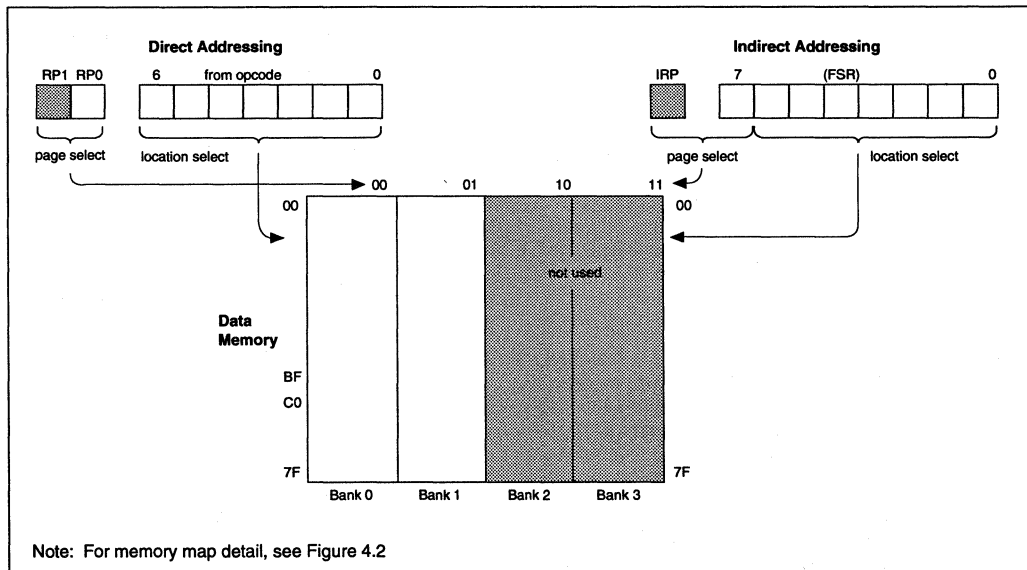 Direct Addressing
Indirect Addressing
RP1 RP0
6 from opcode 0
IRP
7 (FSR) 0
page select
location select
page select
location select
00 01 10 11
00
00
not used
Data
Memory
BF
C0
7F
7F
Bank 0 Bank 1 Bank 2 Bank 3
Note: For memory map detail, see Figure 4.2